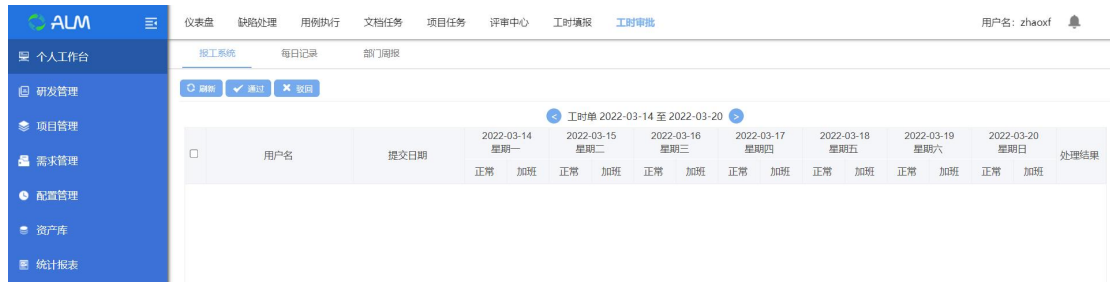 ALM
仪表盘 缺陷处理 用例执行 文档任务 项目任务 评审中心 工时填报 工时审批 用户名: zhaoxf
个人工作台
研发管理
项目管理
需求管理
配置管理
资产库
统计报表
报工系统 每日记录 部门周报
刷新 通过 驳回
< 工时单 2022-03-14 至 2022-03-20 >
用户名 提交日期 2022-03-14 2022-03-15 2022-03-16 2022-03-17 2022-03-18 2022-03-19 2022-03-20 处理结果
星期一 星期二 星期三 星期四 星期五 星期六 星期日
正常 加班 正常 加班 正常 加班 正常 加班 正常 加班 正常 加班 正常 加班